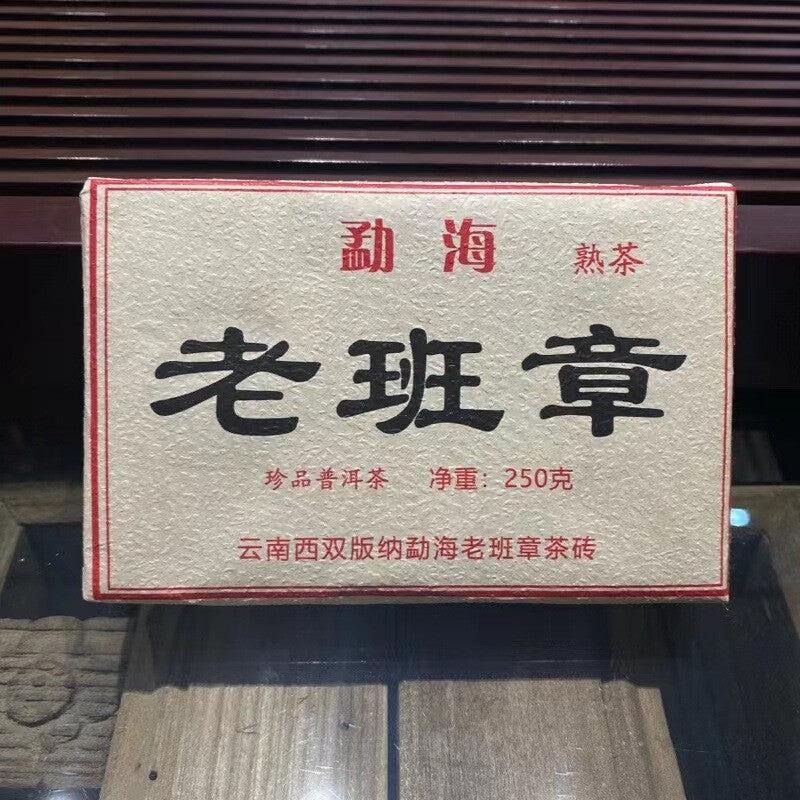 勐海 熟茶
老班章
珍品普洱茶 净重：250克
云南西双版纳勐海老班章茶砖